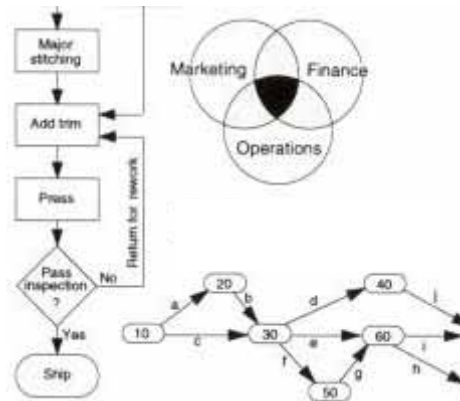 Major
stitching
Add trim
Press
Return for rework
Pass
inspection
?
No
Yes
Ship
Marketing
Finance
Operations
10
20
30
40
50
60
a
b
c
d
e
f
g
h
i
j